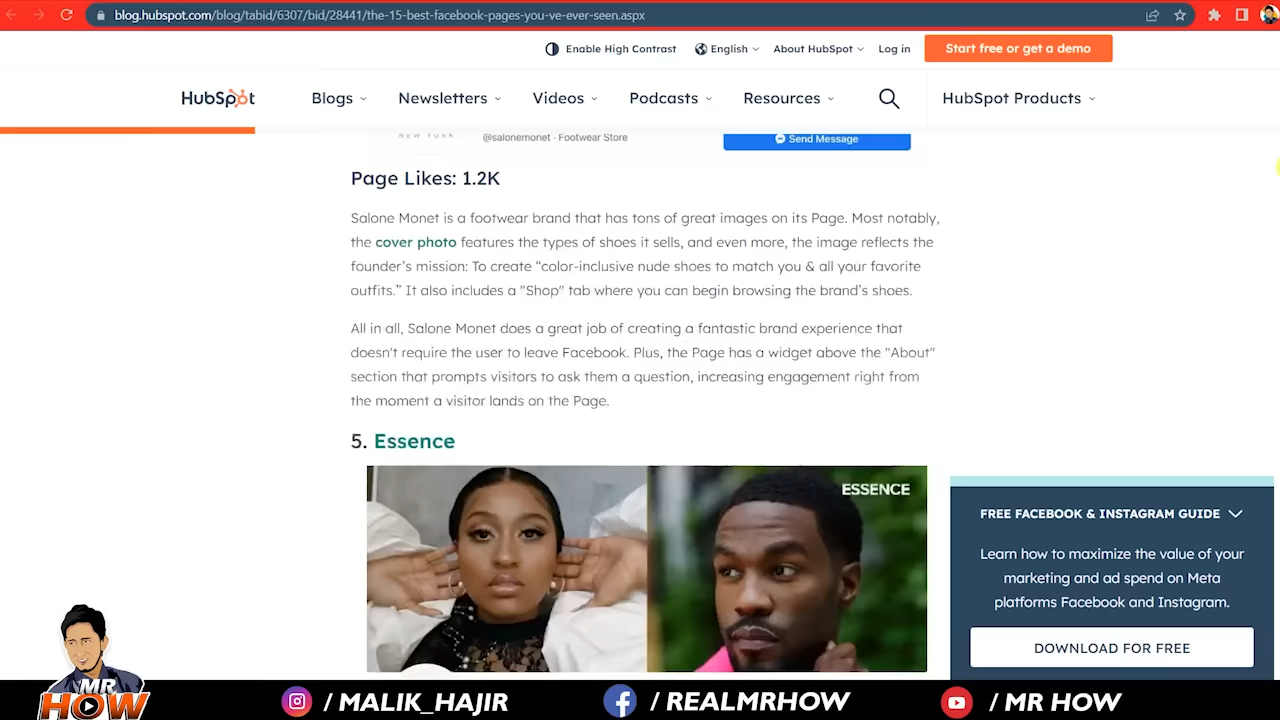 blog.hubspot.com/blog/tabid/6307/bid/28441/the-15-best-facebook-pages-you-ve-ever-seen.aspx
Enable High Contrast English About HubSpot Log in Start free or get a demo
HubSpot Blogs Newsletters Videos Podcasts Resources HubSpot Products
NEW YORK @salonemonet · Footwear Store Send Message
Page Likes: 1.2K
Salone Monet is a footwear brand that has tons of great images on its Page. Most notably,
the cover photo features the types of shoes it sells, and even more, the image reflects the
founder's mission: To create “color-inclusive nude shoes to match you & all your favorite
outfits.” It also includes a "Shop" tab where you can begin browsing the brand's shoes.
All in all, Salone Monet does a great job of creating a fantastic brand experience that
doesn't require the user to leave Facebook. Plus, the Page has a widget above the "About"
section that prompts visitors to ask them a question, increasing engagement right from
the moment a visitor lands on the Page.
5. Essence
ESSENCE
FREE FACEBOOK & INSTAGRAM GUIDE
Learn how to maximize the value of your
marketing and ad spend on Meta
platforms Facebook and Instagram.
DOWNLOAD FOR FREE
MR
HOW
/ MALIK_HAJIR / REALMRHOW / MR HOW